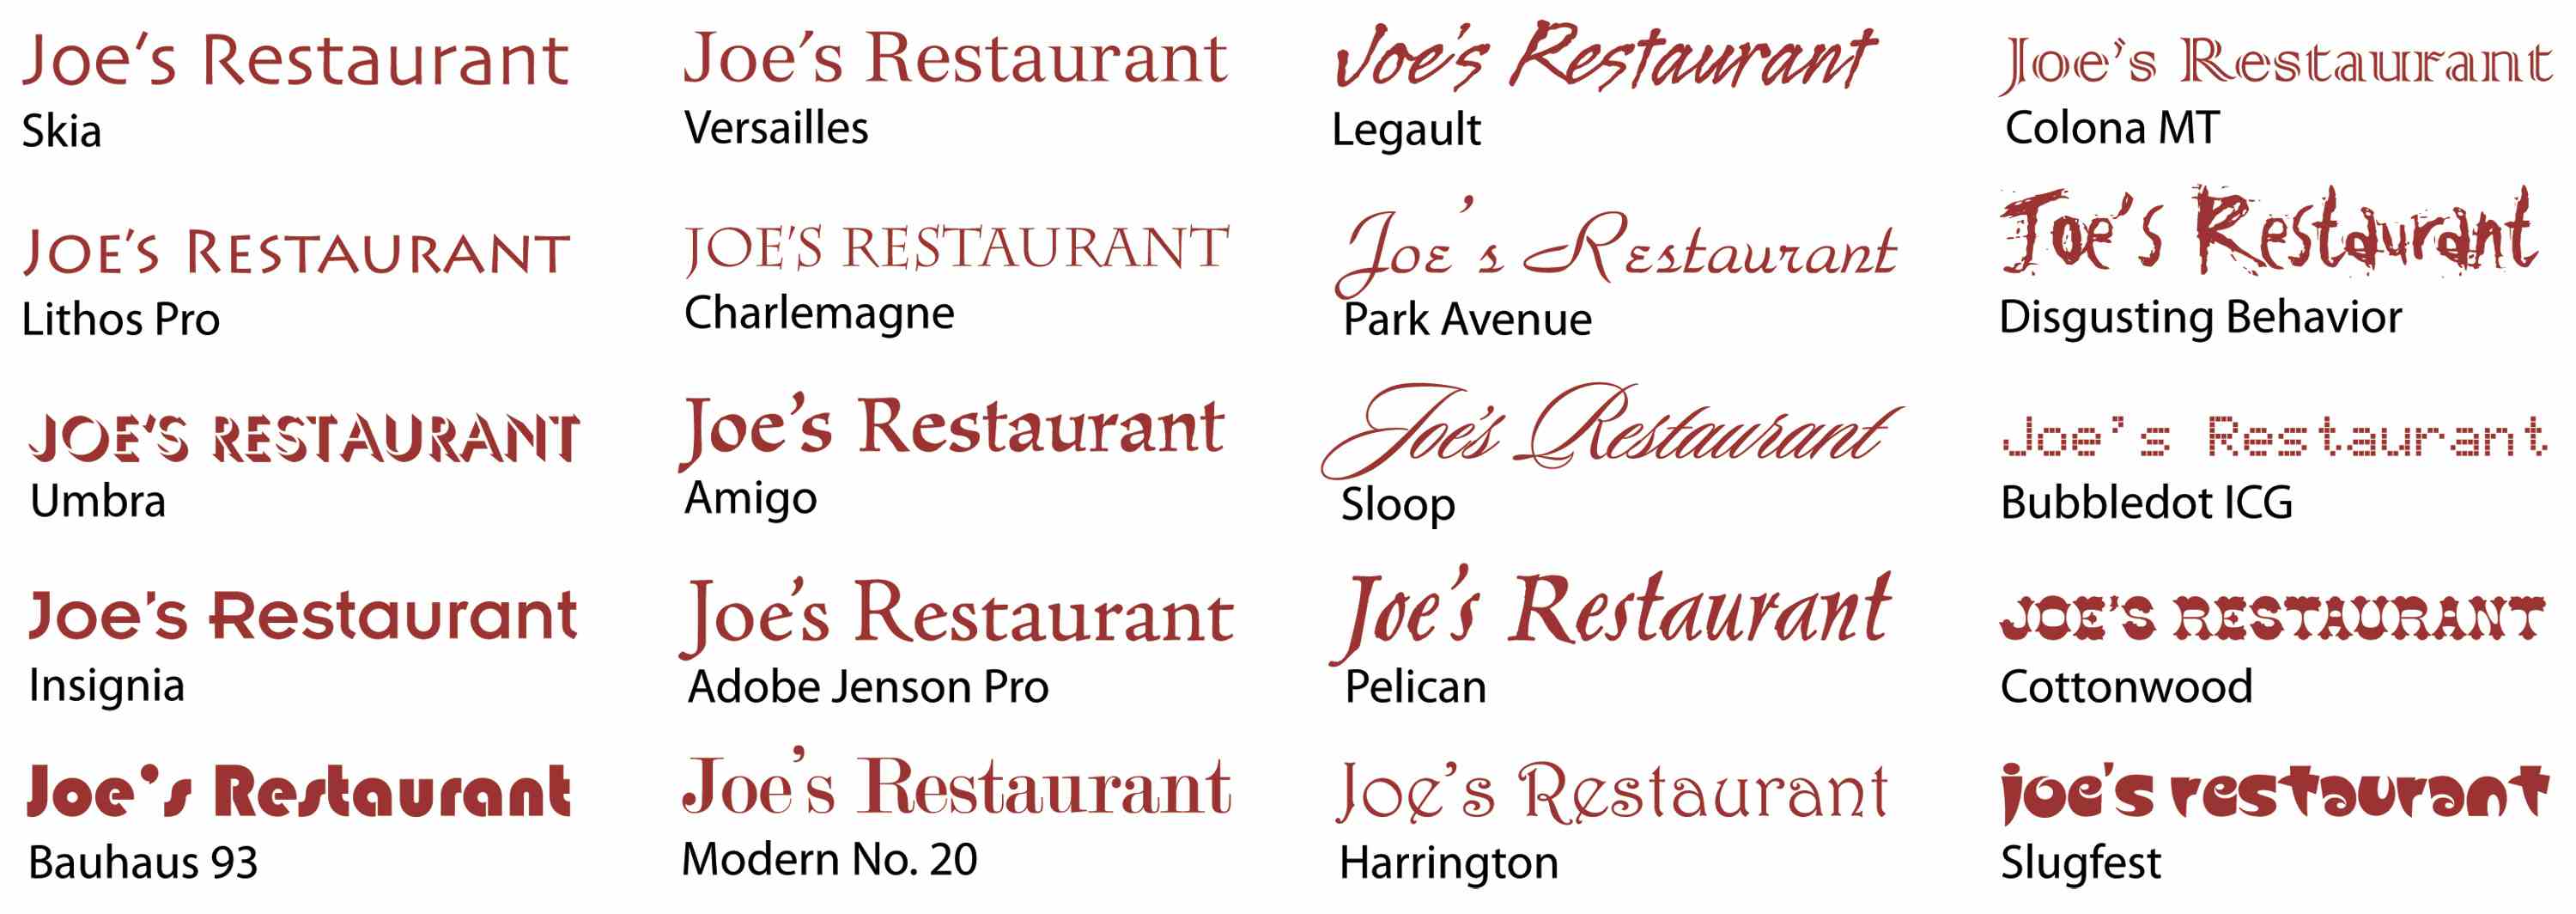 Joe's Restaurant
Skia
Joe's Restaurant
Versailles
Joe's Restaurant
Legault
Joe's Restaurant
Colona MT
JOE'S RESTAURANT
Lithos Pro
JOE'S RESTAURANT
Charlemagne
Joe's Restaurant
Park Avenue
Joe's Restaurant
Disgusting Behavior
JOE'S RESTAURANT
Umbra
Joe's Restaurant
Amigo
Joe's Restaurant
Sloop
Joe's Restaurant
Bubbledot ICG
Joe's Restaurant
Insignia
Joe's Restaurant
Adobe Jenson Pro
Joe's Restaurant
Pelican
JOE'S RESTAURANT
Cottonwood
Joe's Restaurant
Bauhaus 93
Joe's Restaurant
Modern No. 20
Joe's Restaurant
Harrington
joe's restaurant
Slugfest